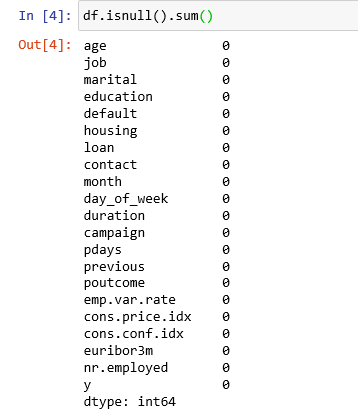 In [4]: df.isnull().sum()
Out[4]: age 0
job 0
marital 0
education 0
default 0
housing 0
loan 0
contact 0
month 0
day_of_week 0
duration 0
campaign 0
pdays 0
previous 0
poutcome 0
emp.var.rate 0
cons.price.idx 0
cons.conf.idx 0
euribor3m 0
nr.employed 0
y 0
dtype: int64